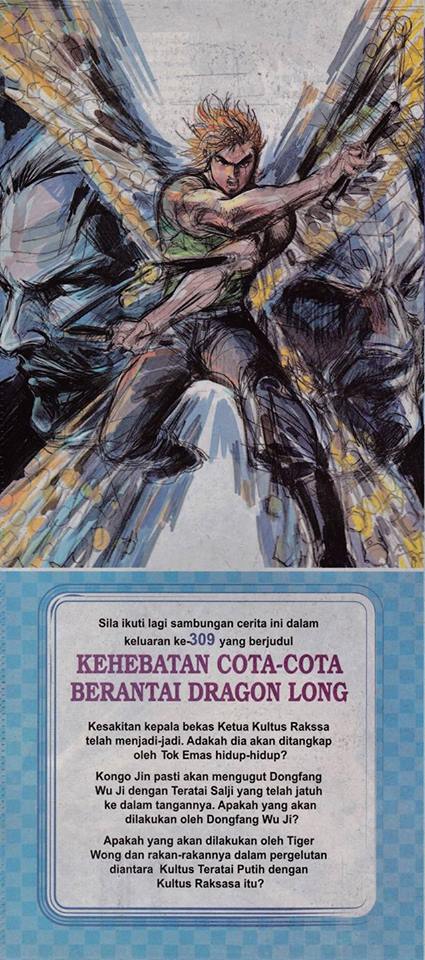 Sila ikuti lagi sambungan cerita ini dalam
keluaran ke-309 yang berjudul
KEHEBATAN COTA-COTA
BERANTAI DRAGON LONG
Kesakitan kepala bekas Ketua Kultus Rakssa
telah menjadi-jadi. Adakah dia akan ditangkap
oleh Tok Emas hidup-hidup?
Kongo Jin pasti akan mengugut Dongfang
Wu Ji dengan Teratai Salji yang telah jatuh
ke dalam tangannya. Apakah yang akan
dilakukan oleh Dongfang Wu Ji?
Apakah yang akan dilakukan oleh Tiger
Wong dan rakan-rakannya dalam pergelutan
diantara Kultus Teratai Putih dengan
Kultus Raksasa itu?